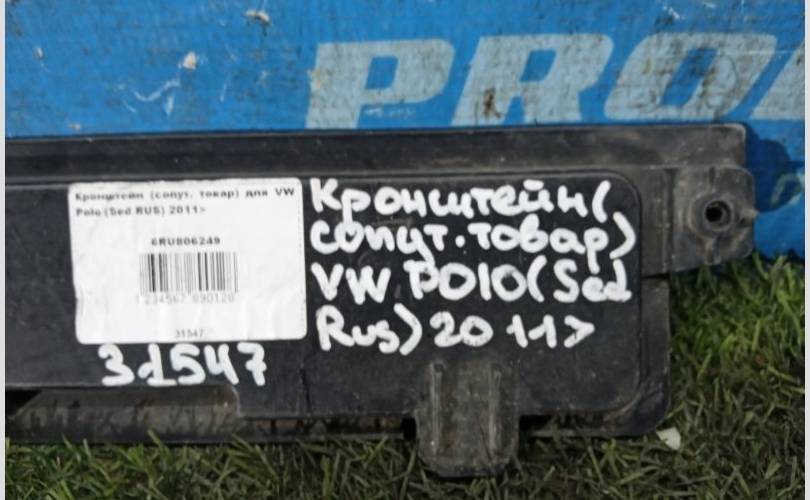 PRO
Кронштейн (сопут. товар) для VW
Polo (Sed RUS) 2011>
6RU806249
1 234567 890128
31547
31547
Кронштейн(
сопут.товар)
VW POlO(Sed
Rus) 2011>